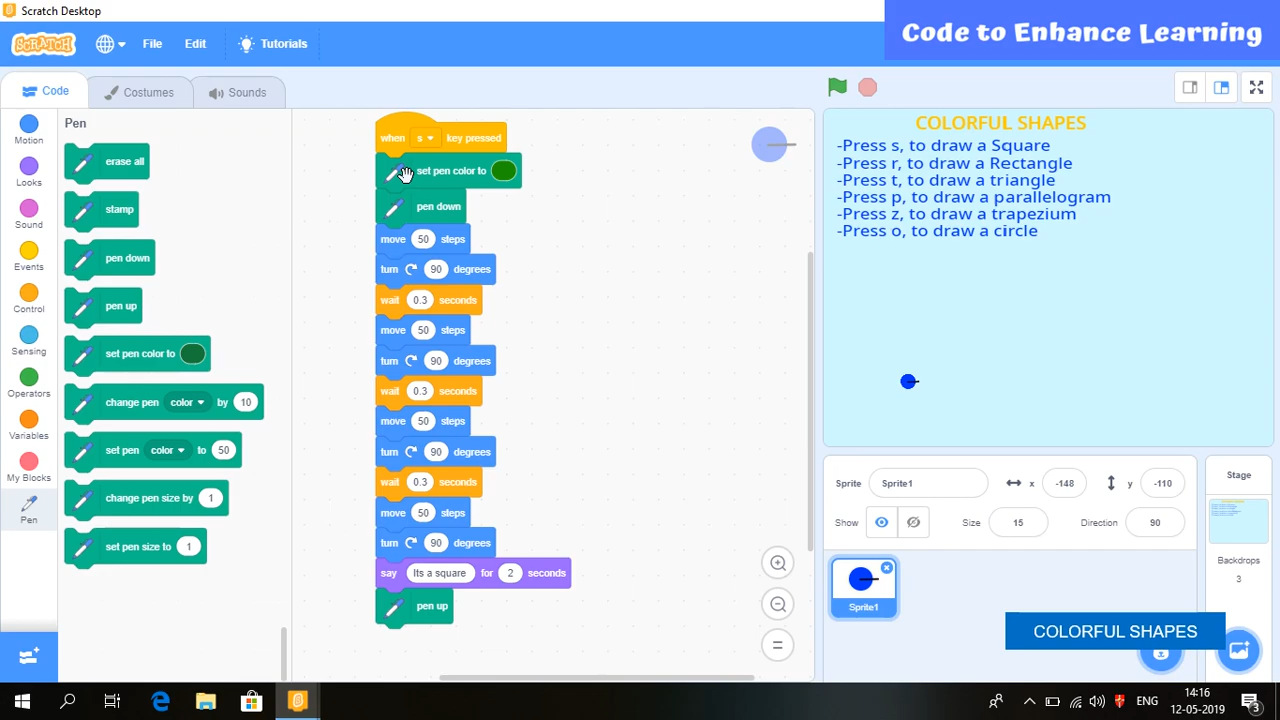 Scratch Desktop
Code to Enhance Learning
SCRATCH
File
Edit
Tutorials
Code
Costumes
Sounds
Motion
Looks
Sound
Events
Control
Sensing
Operators
Variables
My Blocks
Pen
Pen
erase all
stamp
pen down
pen up
set pen color to
change pen color by 10
set pen color to 50
change pen size by 1
set pen size to 1
when s key pressed
set pen color to
pen down
move 50 steps
turn 90 degrees
wait 0.3 seconds
move 50 steps
turn 90 degrees
wait 0.3 seconds
move 50 steps
turn 90 degrees
wait 0.3 seconds
move 50 steps
turn 90 degrees
say Its a square for 2 seconds
pen up
COLORFUL SHAPES
-Press s, to draw a Square
-Press r, to draw a Rectangle
-Press t, to draw a triangle
-Press p, to draw a parallelogram
-Press z, to draw a trapezium
-Press o, to draw a circle
Sprite Sprite1 x -148 y -110
Show Size 15 Direction 90
Sprite1
Stage
Backdrops
3
COLORFUL SHAPES
ENG
14:16
12-05-2019
3